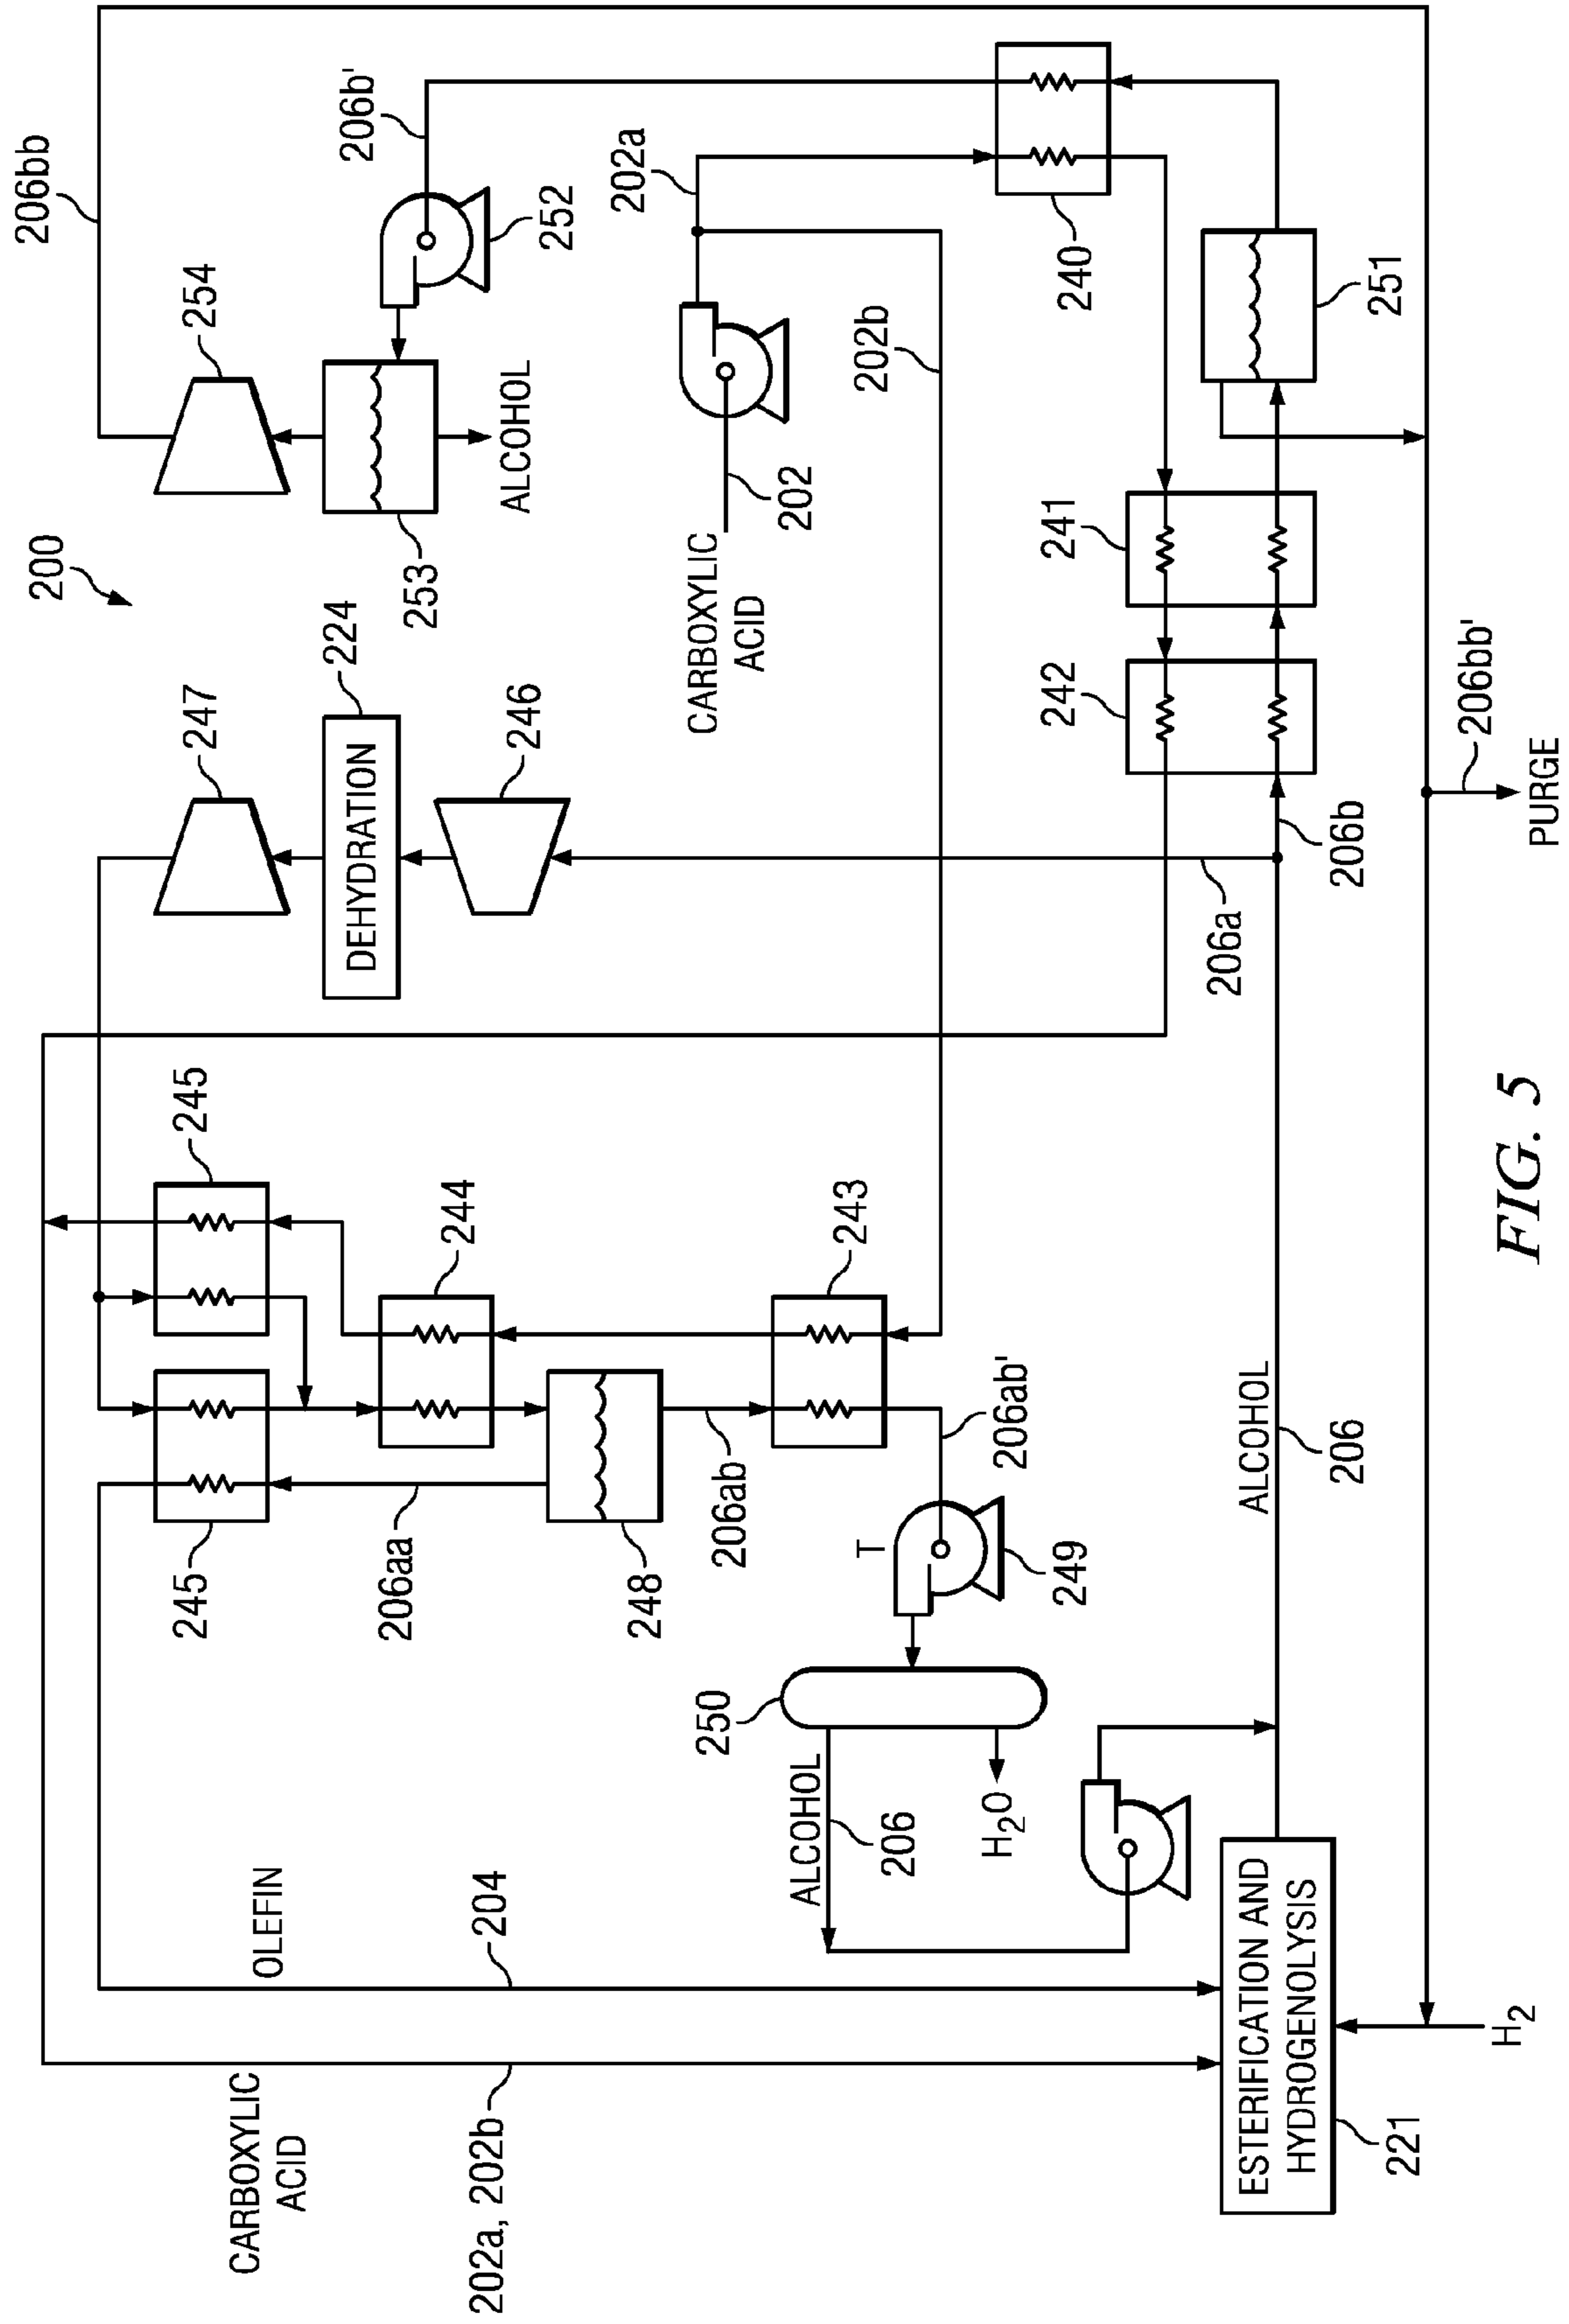 200
206bb
254
206b'
252
253
ALCOHOL
202a
CARBOXYLIC
ACID
202
202b
240
251
241
242
247
224
DEHYDRATION
246
206a
206b
206bb'
PURGE
245
244
243
245
206aa
248
206ab
206ab'
T
249
250
ALCOHOL
206
H2O
ALCOHOL
206
OLEFIN
204
CARBOXYLIC
ACID
202a, 202b
ESTERIFICATION AND
HYDROGENOLYSIS
221
H2
FIG. 5